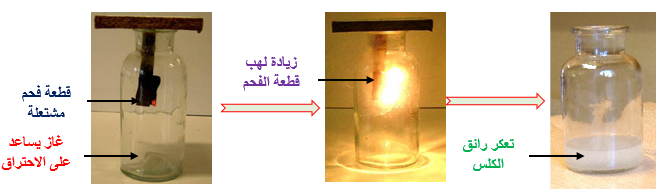 قطعة فحم
مشتعلة
غاز يساعد
على الاحتراق
زيادة لهب
قطعة الفحم
تعكر رائق
الكلس